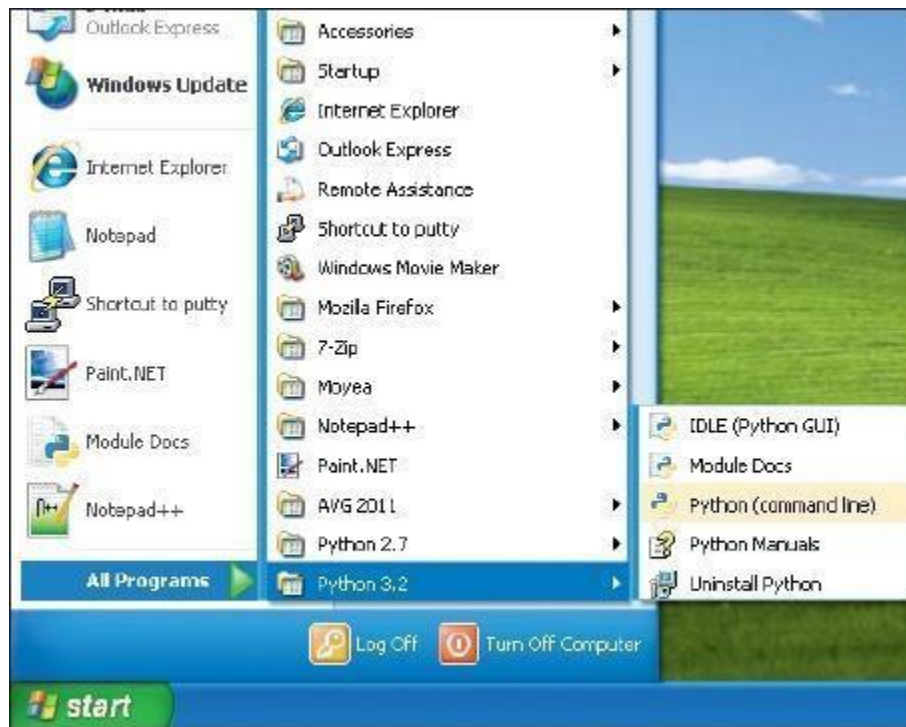 Outlook Express
Windows Update
Internet Explorer
Notepad
Shortcut to putty
Paint.NET
Module Docs
Notepad++
All Programs
Accessories
Startup
Internet Explorer
Outlook Express
Remote Assistance
Shortcut to putty
Windows Movie Maker
Mozilla Firefox
7-Zip
Moyea
Notepad++
Paint.NET
AVG 2011
Python 2.7
Python 3.2
IDLE (Python GUI)
Module Docs
Python (command line)
Python Manuals
Uninstall Python
Log Off
Turn Off Computer
start